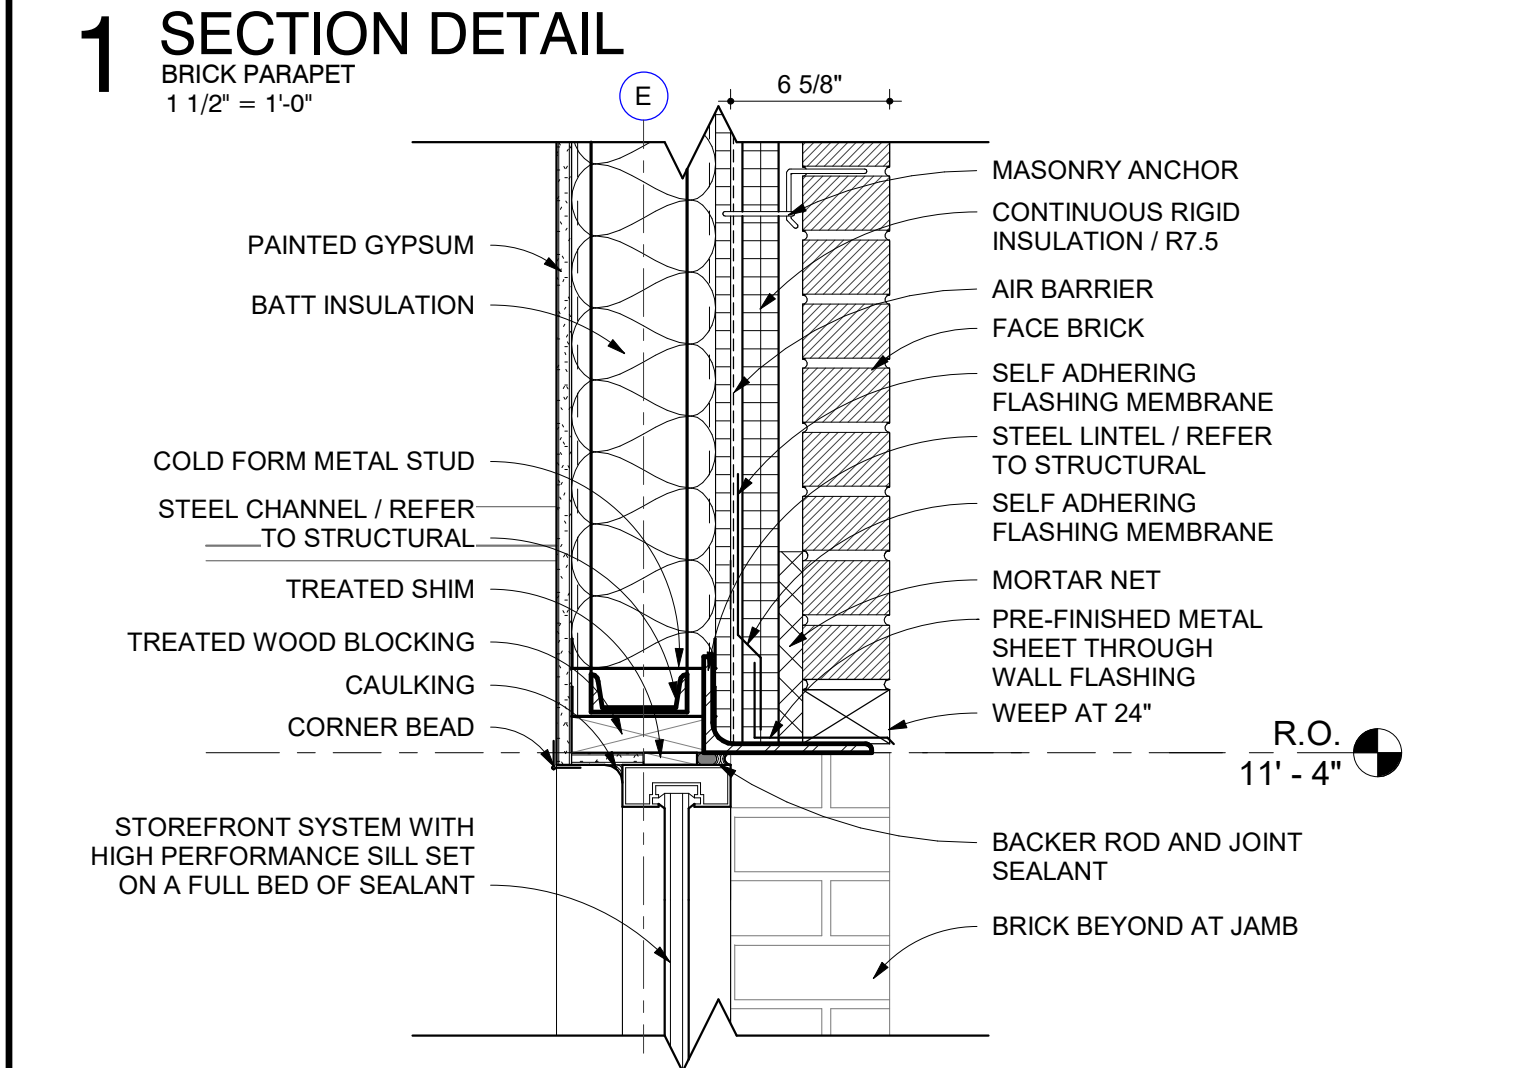 1 SECTION DETAIL
BRICK PARAPET
1 1/2" = 1'-0"
E
6 5/8"
PAINTED GYPSUM
BATT INSULATION
COLD FORM METAL STUD
STEEL CHANNEL / REFER
TO STRUCTURAL
TREATED SHIM
TREATED WOOD BLOCKING
CAULKING
CORNER BEAD
STOREFRONT SYSTEM WITH
HIGH PERFORMANCE SILL SET
ON A FULL BED OF SEALANT
MASONRY ANCHOR
CONTINUOUS RIGID
INSULATION / R7.5
AIR BARRIER
FACE BRICK
SELF ADHERING
FLASHING MEMBRANE
STEEL LINTEL / REFER
TO STRUCTURAL
SELF ADHERING
FLASHING MEMBRANE
MORTAR NET
PRE-FINISHED METAL
SHEET THROUGH
WALL FLASHING
WEEP AT 24"
R.O.
11' - 4"
BACKER ROD AND JOINT
SEALANT
BRICK BEYOND AT JAMB